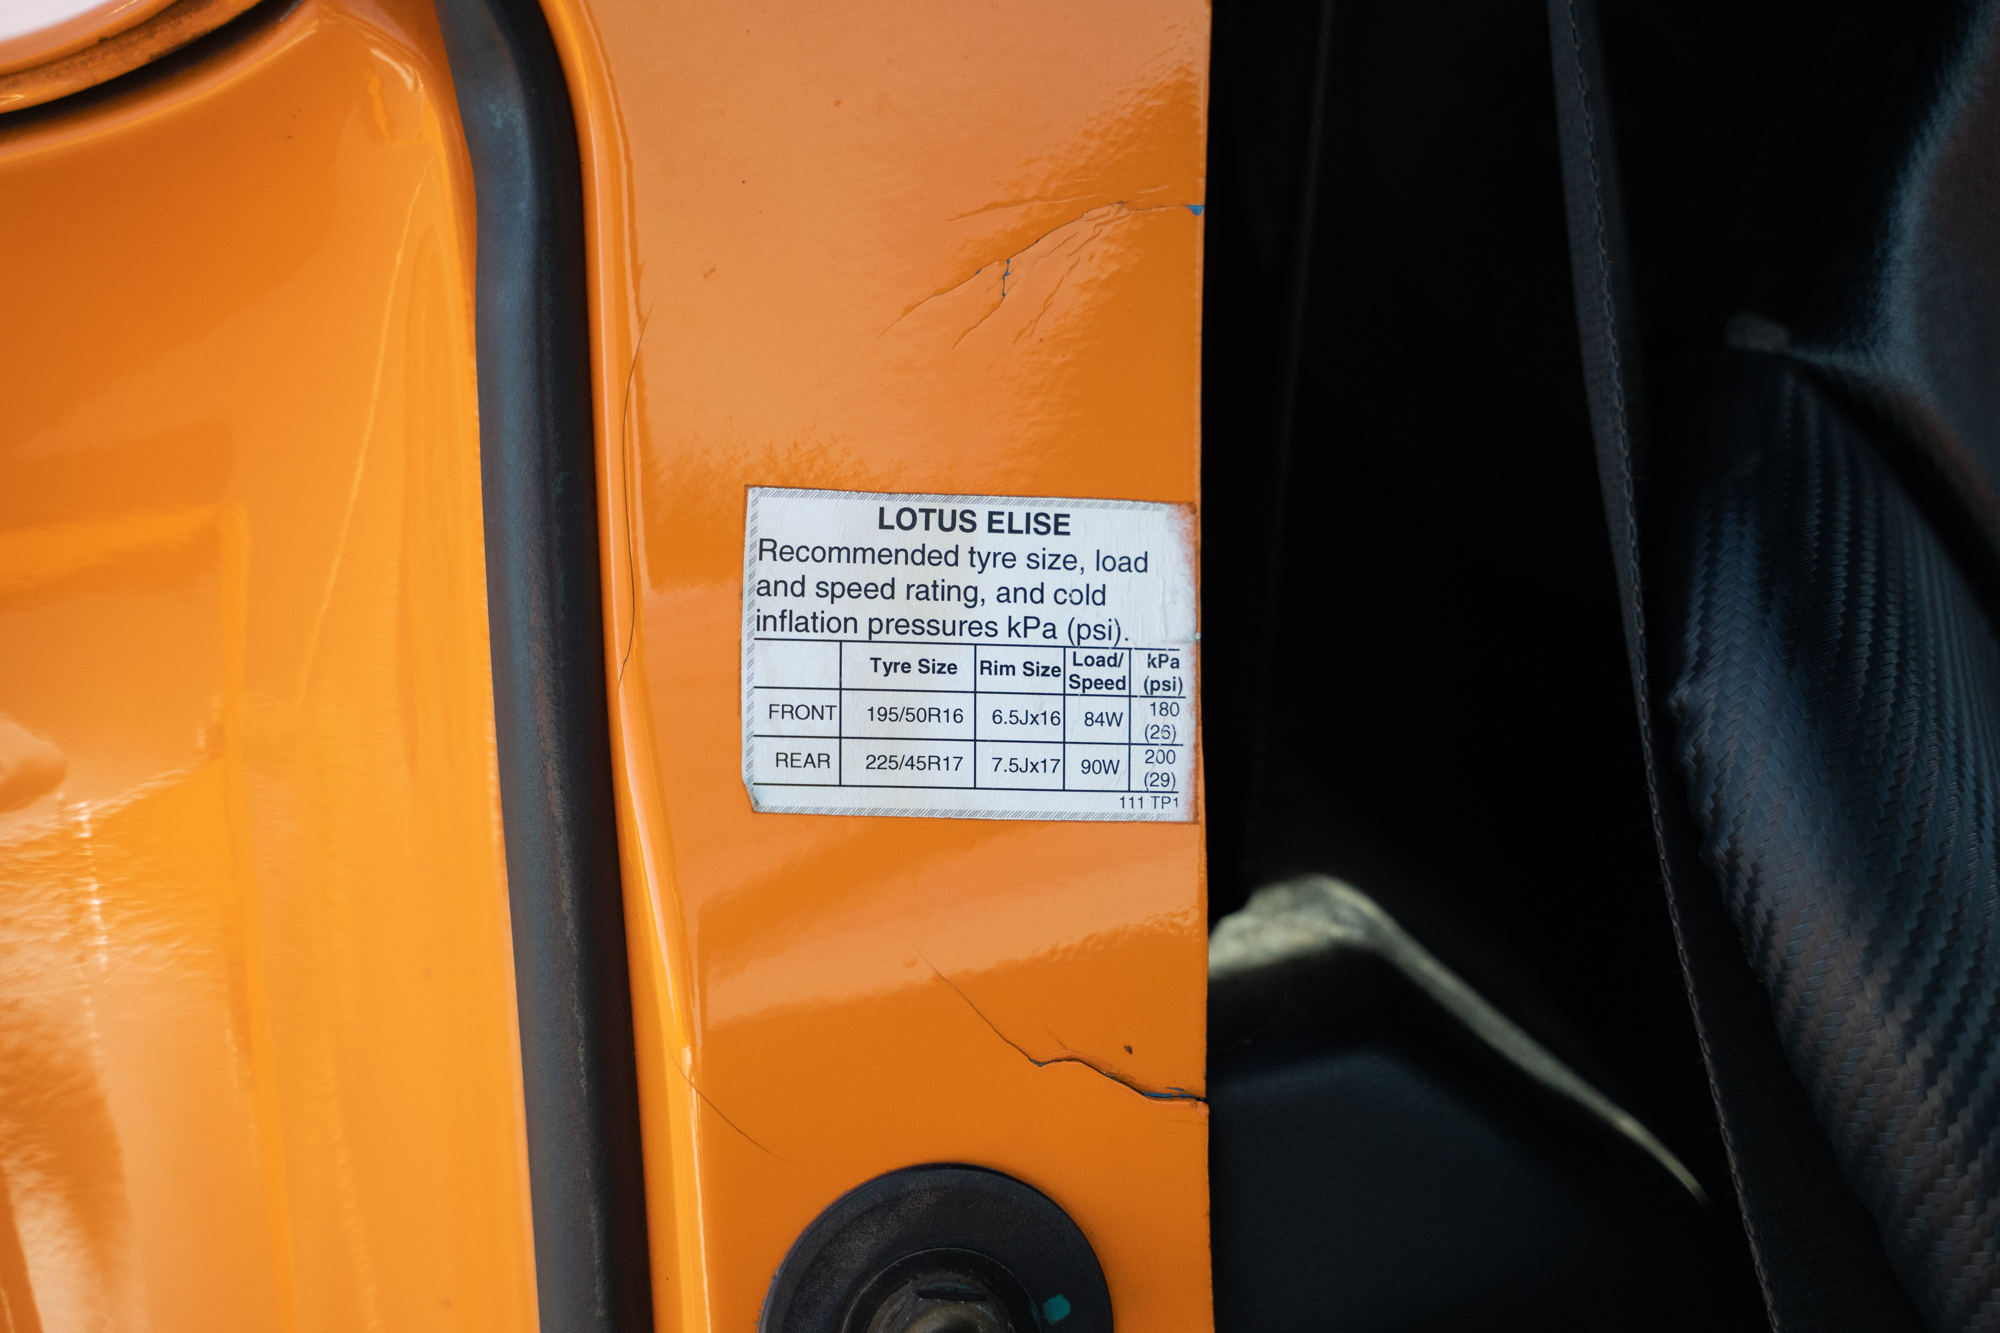 LOTUS ELISE
Recommended tyre size, load
and speed rating, and cold
inflation pressures kPa (psi).
Tyre Size Rim Size Load/ Speed kPa (psi)
FRONT 195/50R16 6.5Jx16 84W 180 (26)
REAR 225/45R17 7.5Jx17 90W 200 (29)
111 TP1